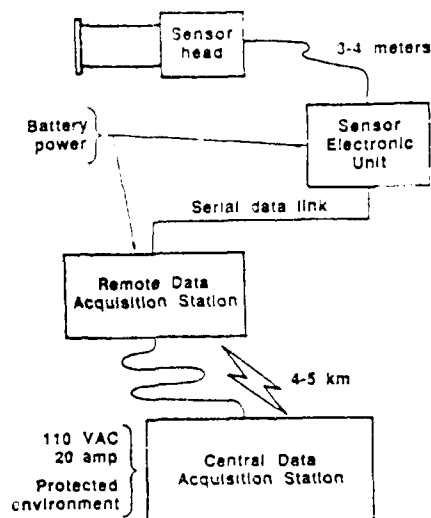 Sensor
head
3-4 meters
Battery
power
Sensor
Electronic
Unit
Serial data link
Remote Data
Acquisition Station
4-5 km
110 VAC
20 amp
Protected
environment
Central Data
Acquisition Station